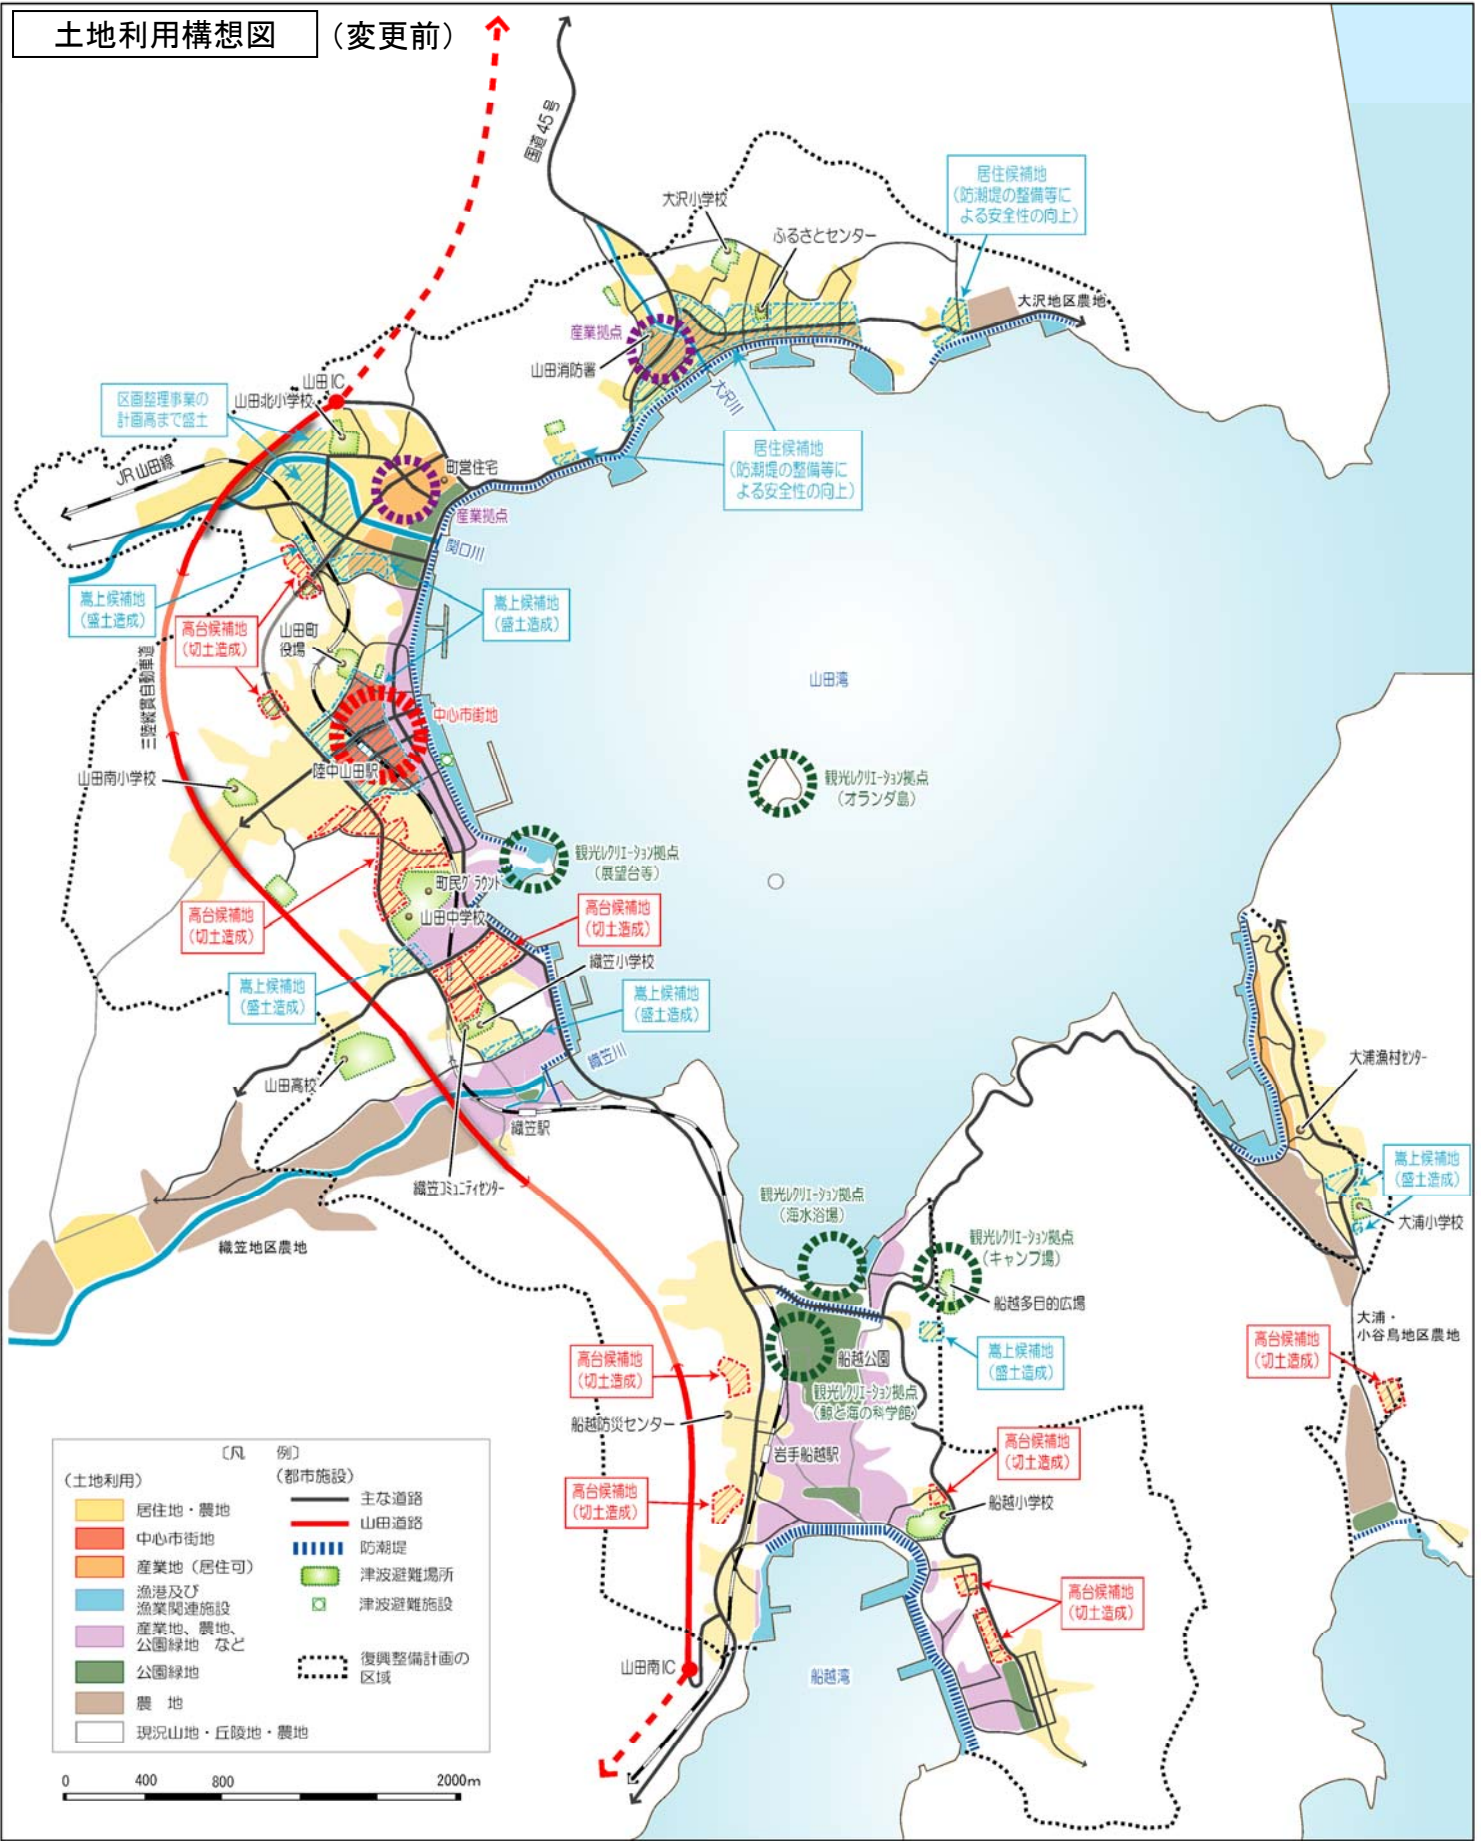 土地利用構想図
（変更前）
国道45号
大沢小学校
ふるさとセンター
居住候補地
(防潮堤の整備等に
よる安全性の向上)
大沢地区農地
産業拠点
山田消防署
大沢川
居住候補地
(防潮堤の整備等に
よる安全性の向上)
山田IC
山田北小学校
区画整理事業の
計画高まで盛土
JR山田線
町営住宅
産業拠点
関口川
嵩上候補地
(盛土造成)
高台候補地
(切土造成)
嵩上候補地
(盛土造成)
山田町
役場
三陸縦貫自動車道
山田湾
中心市街地
陸中山田駅
山田南小学校
観光レクリエーション拠点
(オランダ島)
観光レクリエーション拠点
(展望台等)
町民グラウンド
山田中学校
高台候補地
(切土造成)
高台候補地
(切土造成)
織笠小学校
嵩上候補地
(盛土造成)
嵩上候補地
(盛土造成)
織笠川
山田高校
織笠駅
織笠コミュニティセンター
織笠地区農地
大浦漁村センター
嵩上候補地
(盛土造成)
大浦小学校
観光レクリエーション拠点
(海水浴場)
観光レクリエーション拠点
(キャンプ場)
船越多目的広場
嵩上候補地
(盛土造成)
大浦・
小谷鳥地区農地
高台候補地
(切土造成)
高台候補地
(切土造成)
船越公園
観光レクリエーション拠点
(鯨と海の科学館)
船越防災センター
岩手船越駅
高台候補地
(切土造成)
高台候補地
(切土造成)
船越小学校
高台候補地
(切土造成)
山田南IC
船越湾
〔凡　例〕
(土地利用)
居住地・農地
中心市街地
産業地（居住可）
漁港及び
漁業関連施設
産業地、農地、
公園緑地　など
公園緑地
農　地
現況山地・丘陵地・農地
(都市施設)
主な道路
山田道路
防潮堤
津波避難場所
津波避難施設
復興整備計画の
区域
0 400 800 2000m